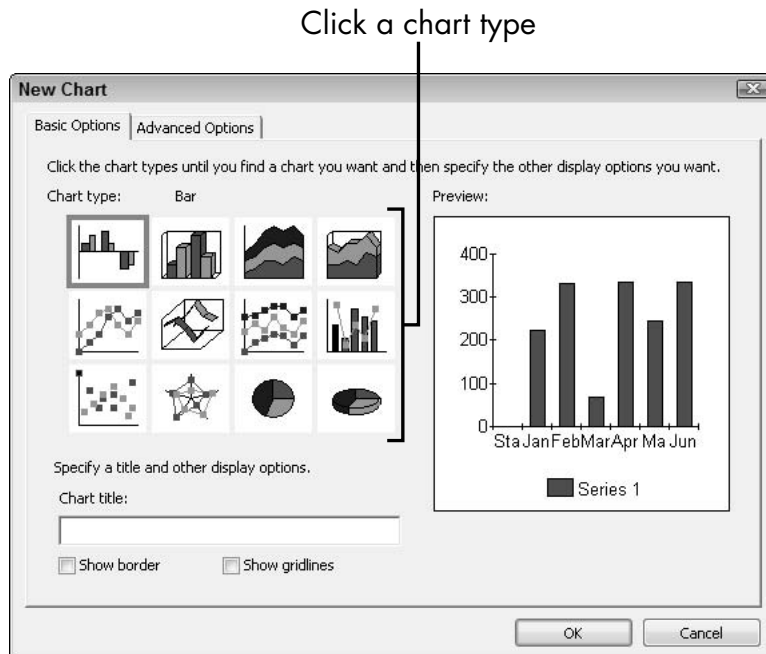 Click a chart type
New Chart
Basic Options
Advanced Options
Click the chart types until you find a chart you want and then specify the other display options you want.
Chart type:
Bar
Preview:
400
300
200
100
0
Sta Jan Feb Mar Apr Ma Jun
Series 1
Specify a title and other display options.
Chart title:
Show border
Show gridlines
OK
Cancel